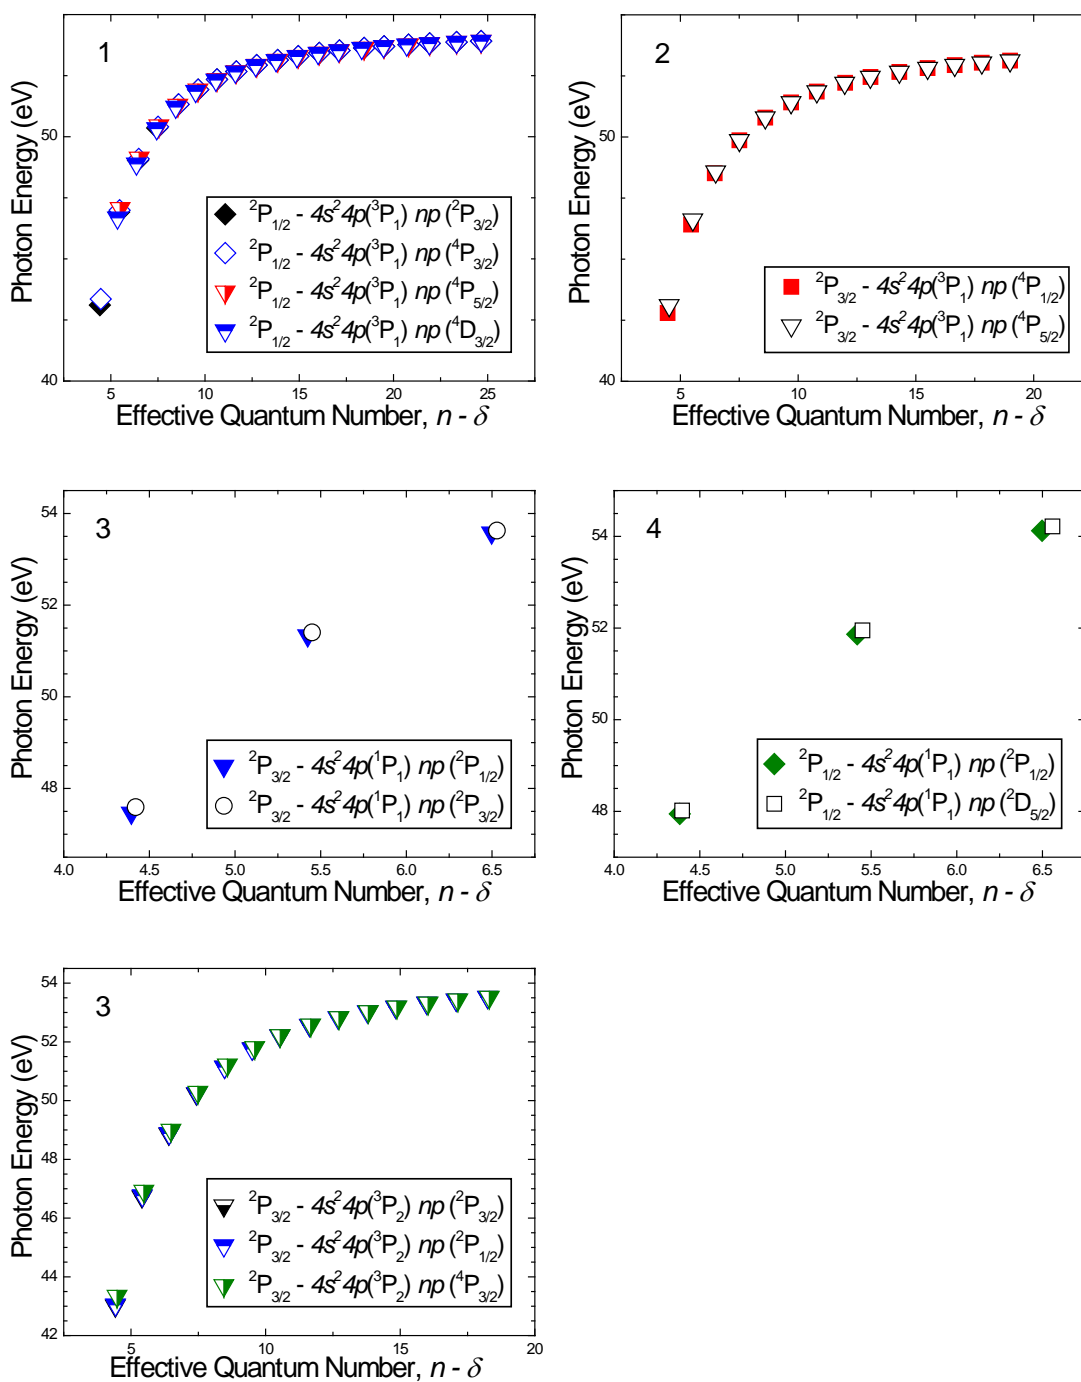 1
Photon Energy (eV)
50
40
²P₁/₂ - 4s²4p(³P₁) np (²P₃/₂)
²P₁/₂ - 4s²4p(³P₁) np (⁴P₃/₂)
²P₁/₂ - 4s²4p(³P₁) np (⁴P₅/₂)
²P₁/₂ - 4s²4p(³P₁) np (⁴D₃/₂)
5 10 15 20 25
Effective Quantum Number, n - δ
2
Photon Energy (eV)
50
40
²P₃/₂ - 4s²4p(³P₁) np (⁴P₁/₂)
²P₃/₂ - 4s²4p(³P₁) np (⁴P₅/₂)
5 10 15 20
Effective Quantum Number, n - δ
3
Photon Energy (eV)
54
52
50
48
²P₃/₂ - 4s²4p(¹P₁) np (²P₁/₂)
²P₃/₂ - 4s²4p(¹P₁) np (²P₃/₂)
4.0 4.5 5.0 5.5 6.0 6.5
Effective Quantum Number, n - δ
4
Photon Energy (eV)
54
52
50
48
²P₁/₂ - 4s²4p(¹P₁) np (²P₁/₂)
²P₁/₂ - 4s²4p(¹P₁) np (²D₅/₂)
4.0 4.5 5.0 5.5 6.0 6.5
Effective Quantum Number, n - δ
3
Photon Energy (eV)
54
52
50
48
46
44
42
²P₃/₂ - 4s²4p(³P₂) np (²P₃/₂)
²P₃/₂ - 4s²4p(³P₂) np (²P₁/₂)
²P₃/₂ - 4s²4p(³P₂) np (⁴P₃/₂)
5 10 15 20
Effective Quantum Number, n - δ